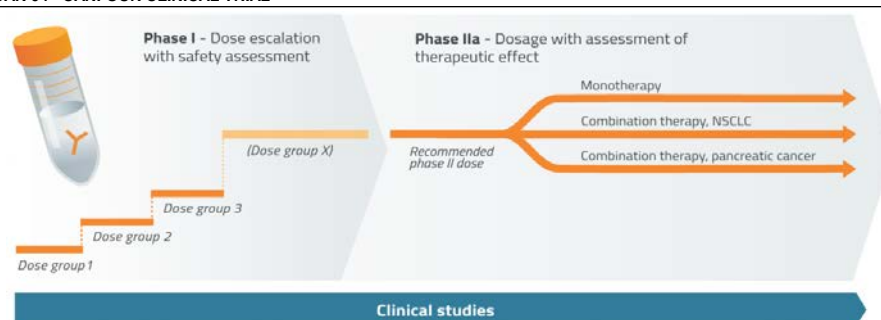 Phase I - Dose escalation
with safety assessment
Phase IIa - Dosage with assessment of
therapeutic effect
Monotherapy
Combination therapy, NSCLC
Combination therapy, pancreatic cancer
(Dose group X)
Recommended
phase II dose
Dose group 3
Dose group 2
Dose group 1
Clinical studies